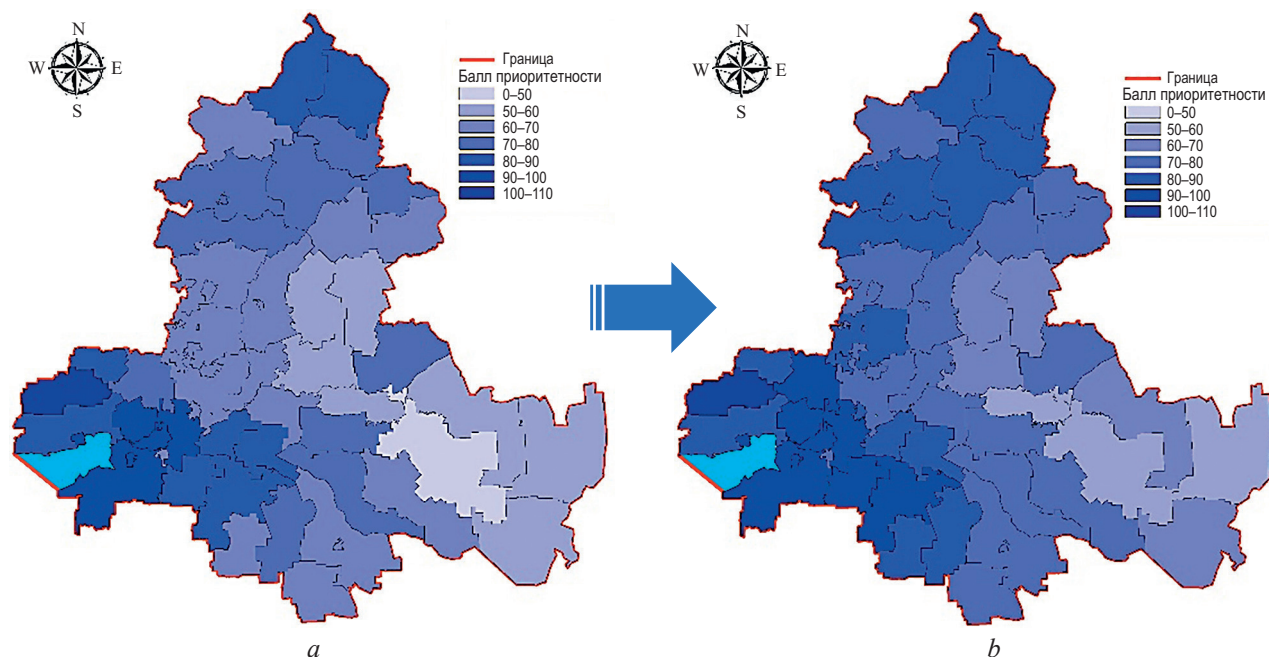 N
W E
S
Граница
Балл приоритетности
0–50
50–60
60–70
70–80
80–90
90–100
100–110
N
W E
S
Граница
Балл приоритетности
0–50
50–60
60–70
70–80
80–90
90–100
100–110
a
b